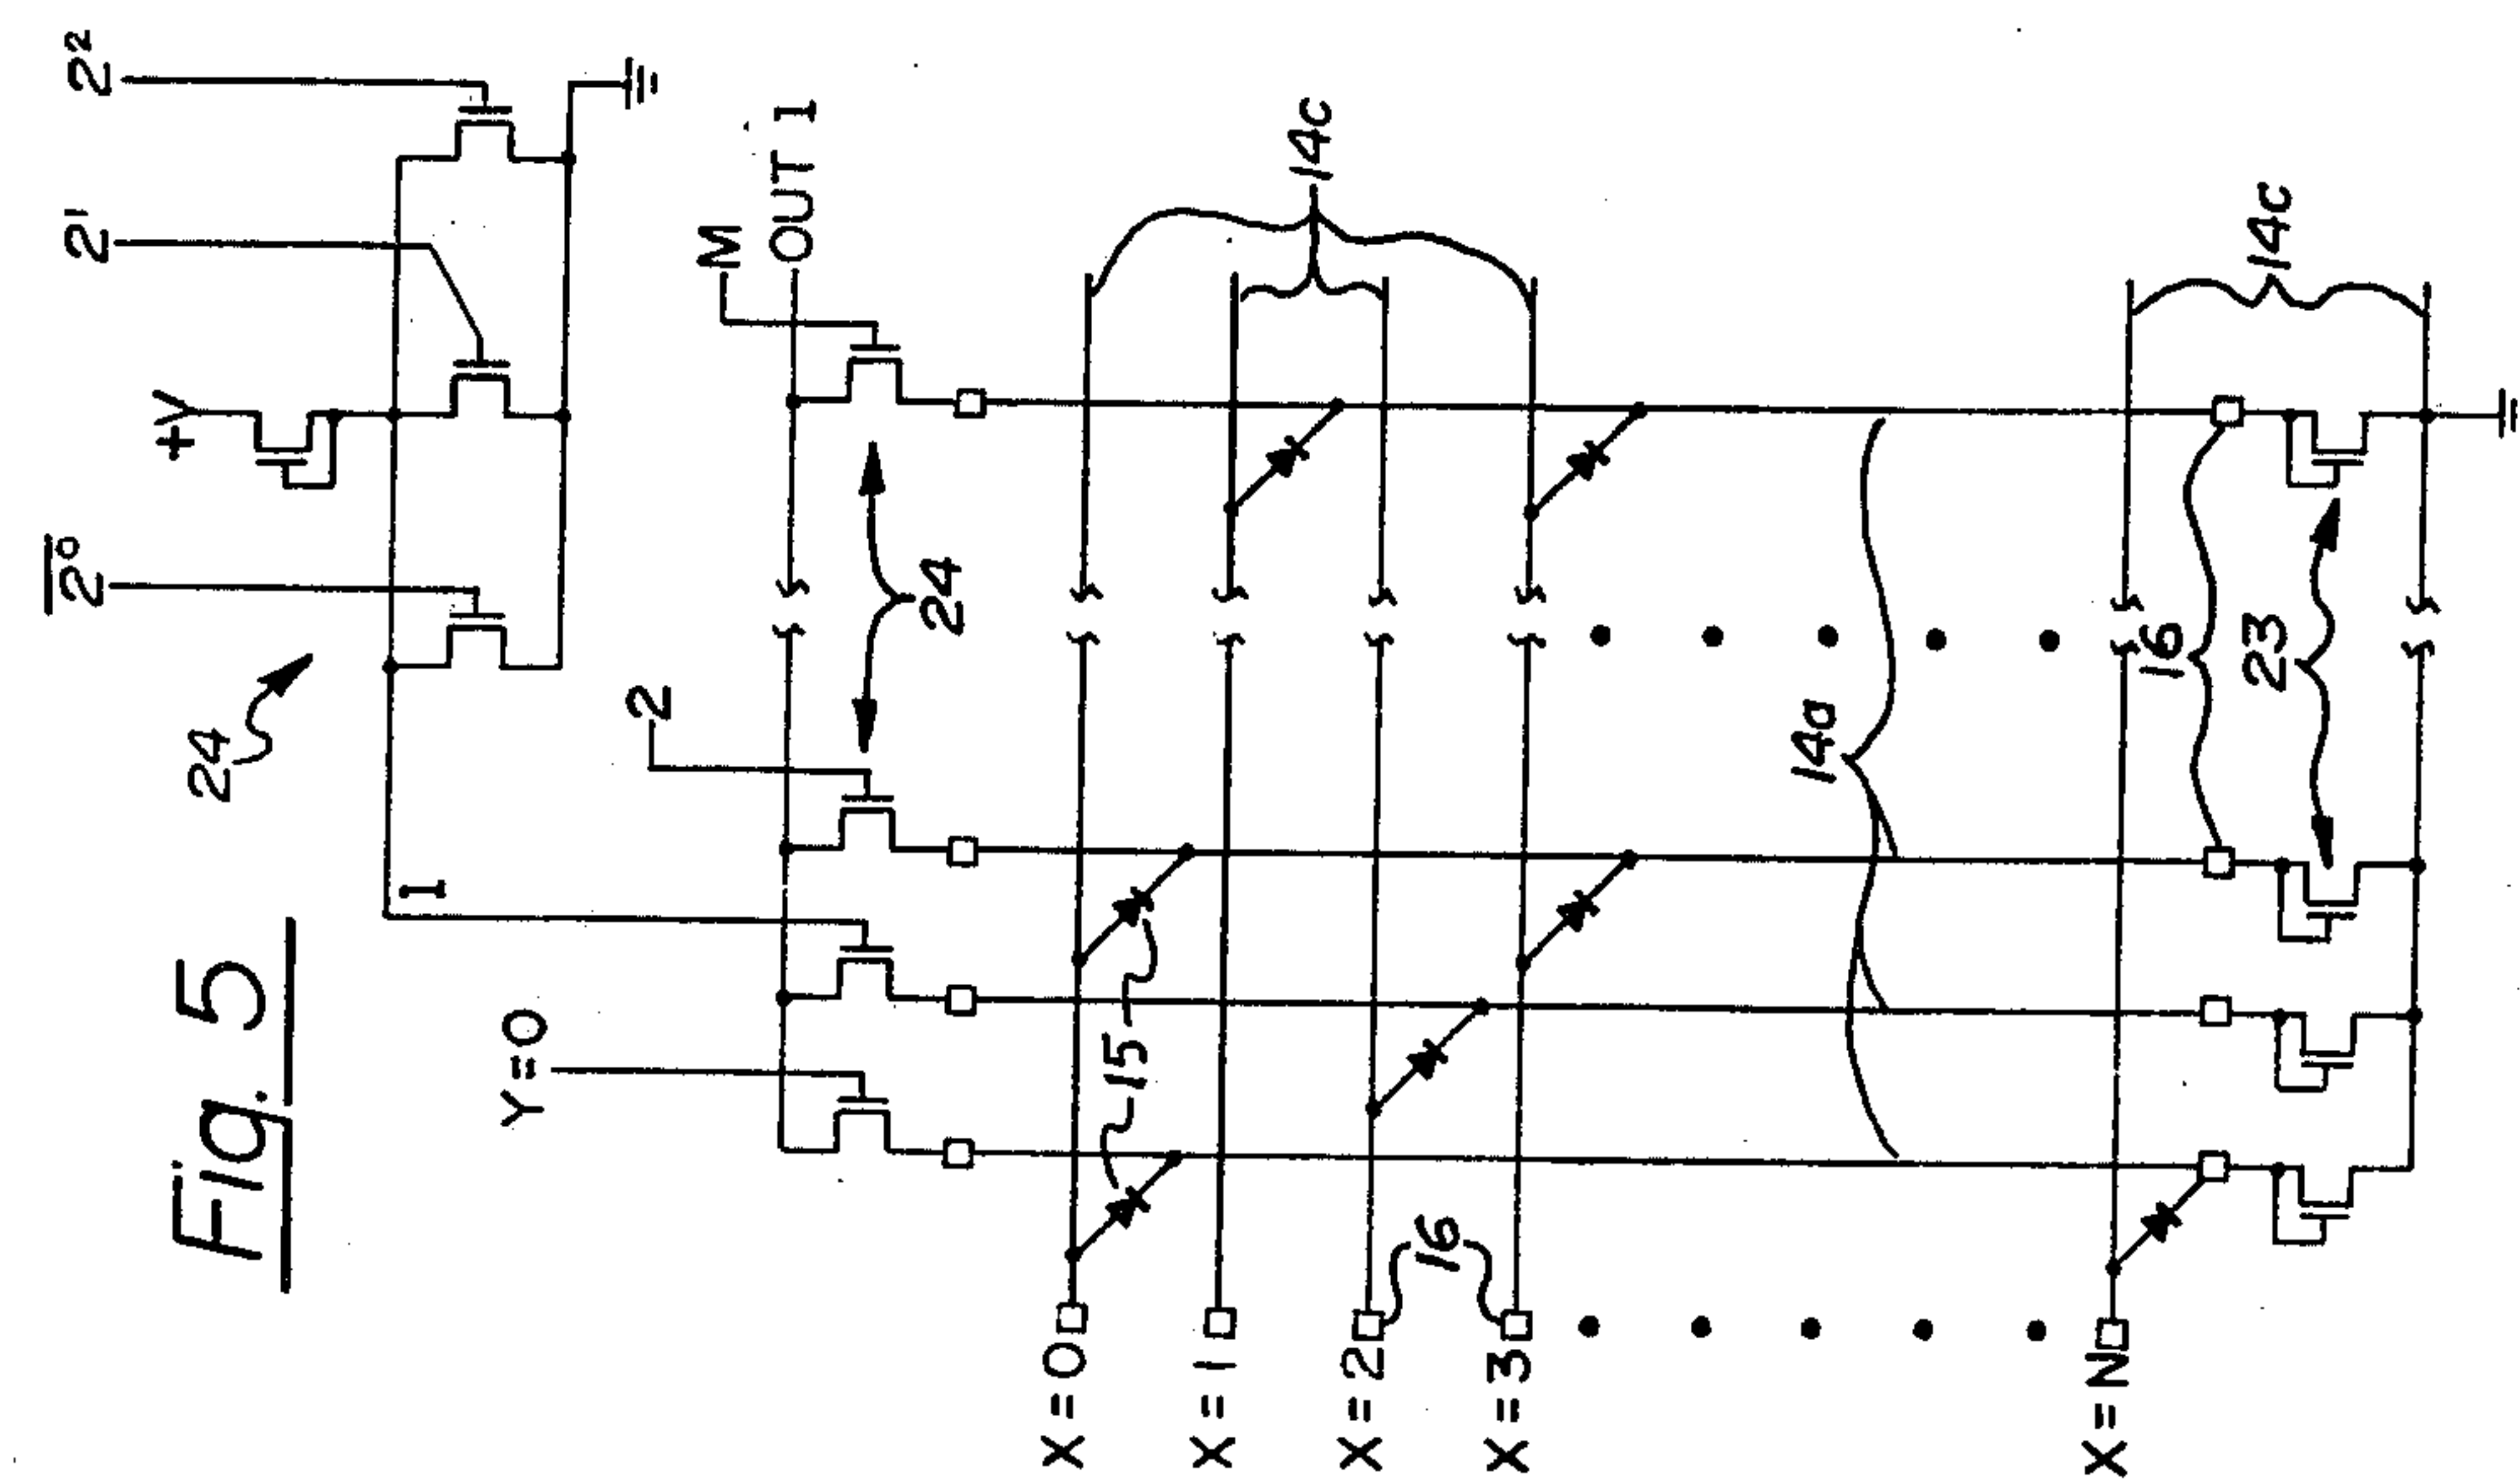 2⁰̅ 2¹ 2²
+V
Fig. 5
24
1
Y=0
2
M
OUT 1
24
X=0
15
X=1
14c
X=2
16
X=3
14a
X=N
16
23
14c